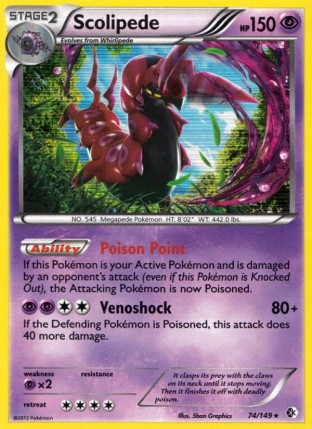 STAGE2
Scolipede
HP150
Evolves from Whirlipede
NO. 545 Megapede Pokémon HT. 8'02" WT. 442.0 lbs.
Ability Poison Point
If this Pokémon is your Active Pokémon and is damaged
by an opponent's attack (even if this Pokémon is Knocked
Out), the Attacking Pokémon is now Poisoned.
Venoshock 80+
If the Defending Pokémon is Poisoned, this attack does
40 more damage.
weakness
resistance
×2
retreat
It clasps its prey with the claws
on its neck until it stops moving.
Then it finishes it off with deadly
poison.
©2012 Pokémon
Illus. 5ban Graphics
74/149★